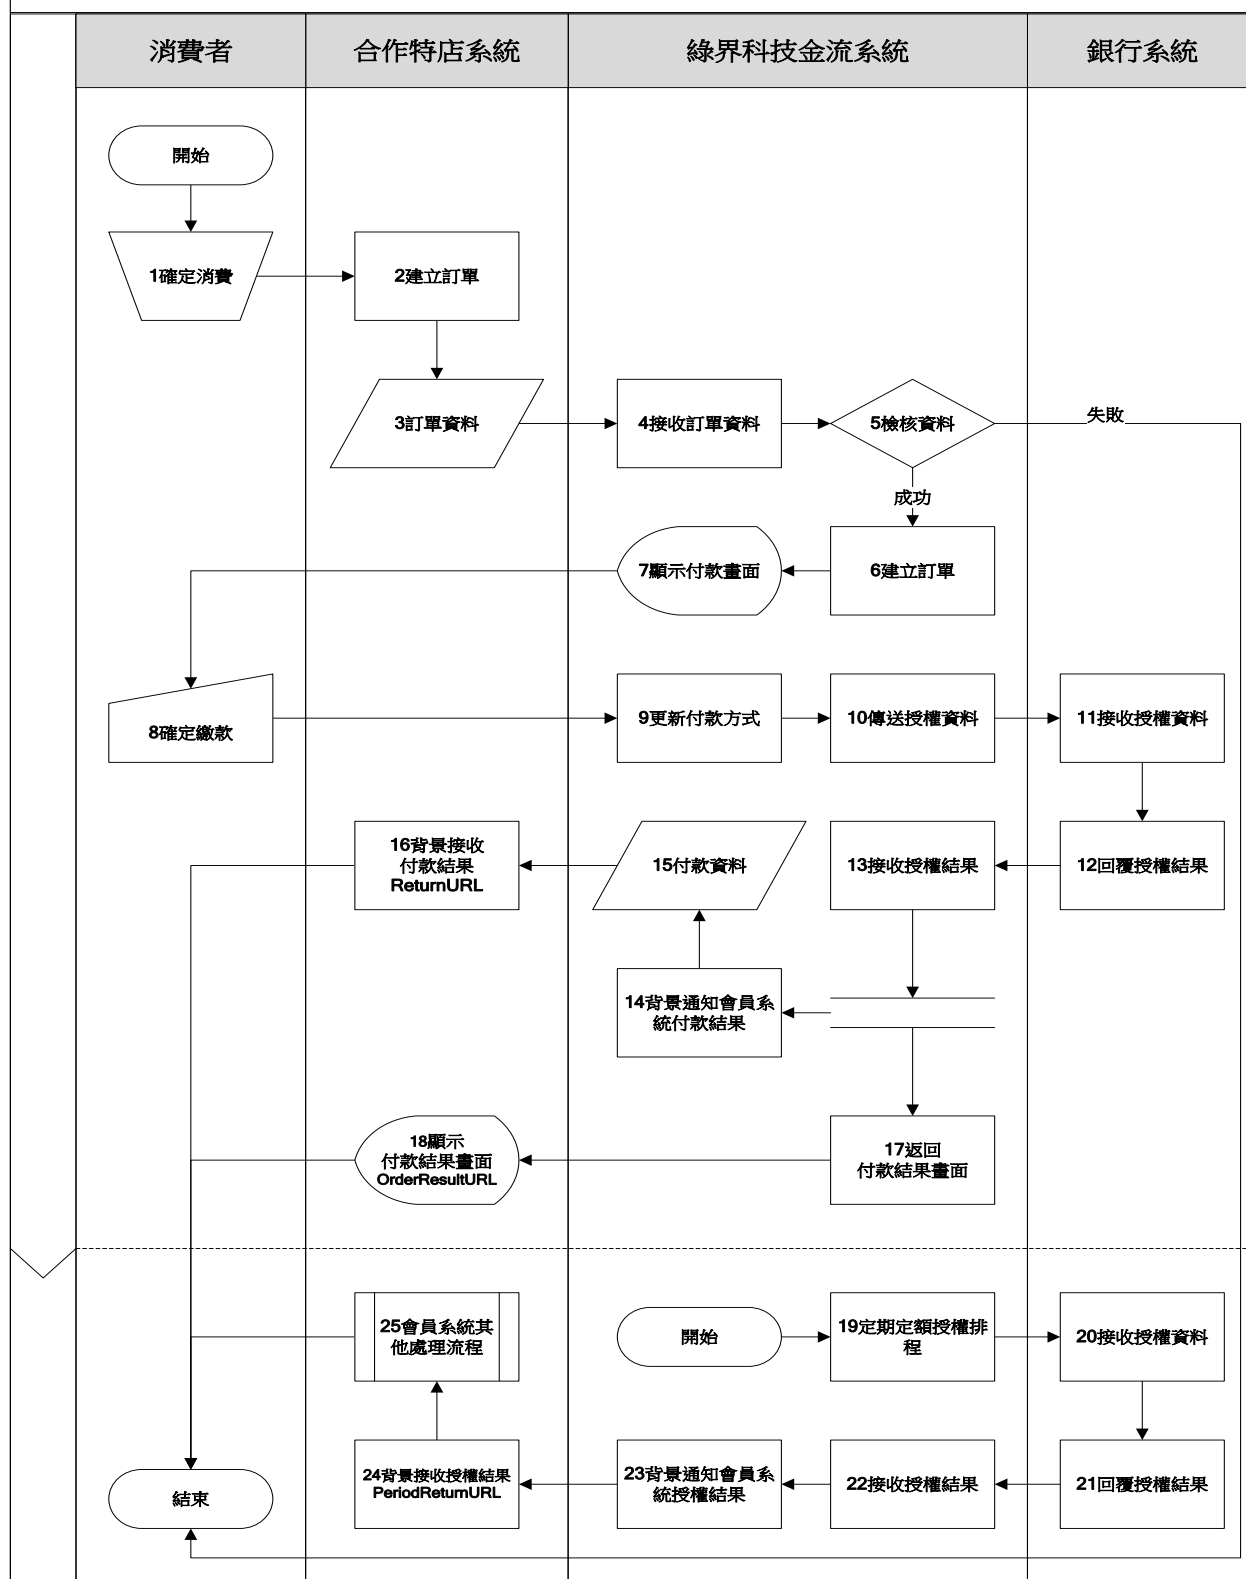 消費者
合作特店系統
綠界科技金流系統
銀行系統
開始
1確定消費
2建立訂單
3訂單資料
4接收訂單資料
5檢核資料
失敗
成功
7顯示付款畫面
6建立訂單
8確定繳款
9更新付款方式
10傳送授權資料
11接收授權資料
16背景接收
付款結果
ReturnURL
15付款資料
13接收授權結果
12回覆授權結果
14背景通知會員系
統付款結果
18顯示
付款結果畫面
OrderResultURL
17返回
付款結果畫面
25會員系統其
他處理流程
開始
19定期定額授權排
程
20接收授權資料
結束
24背景接收授權結果
PeriodReturnURL
23背景通知會員系
統授權結果
22接收授權結果
21回覆授權結果